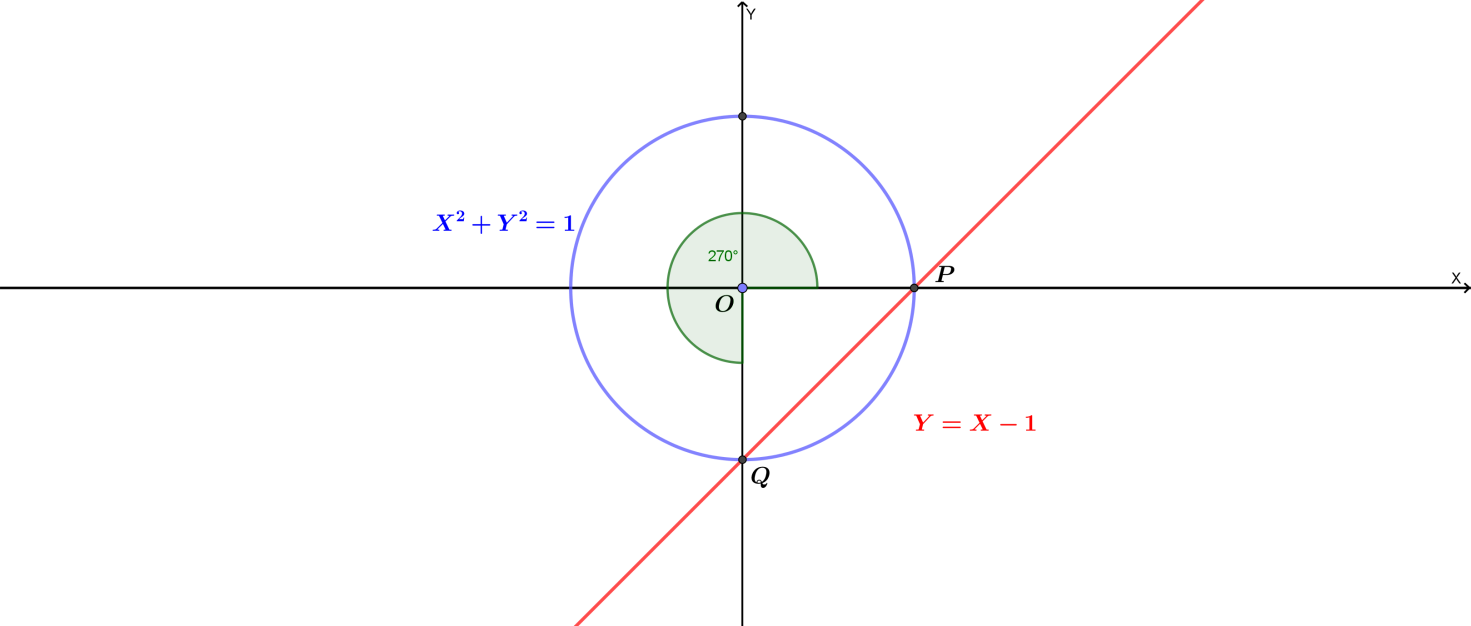 Y
X² + Y² = 1
270°
P
X
O
Y = X − 1
Q